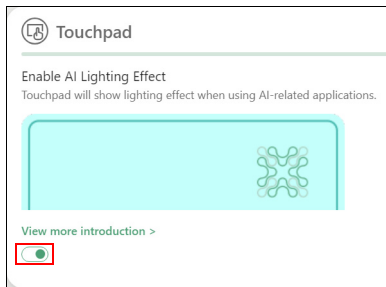 Touchpad
Enable AI Lighting Effect
Touchpad will show lighting effect when using AI-related applications.
View more introduction >